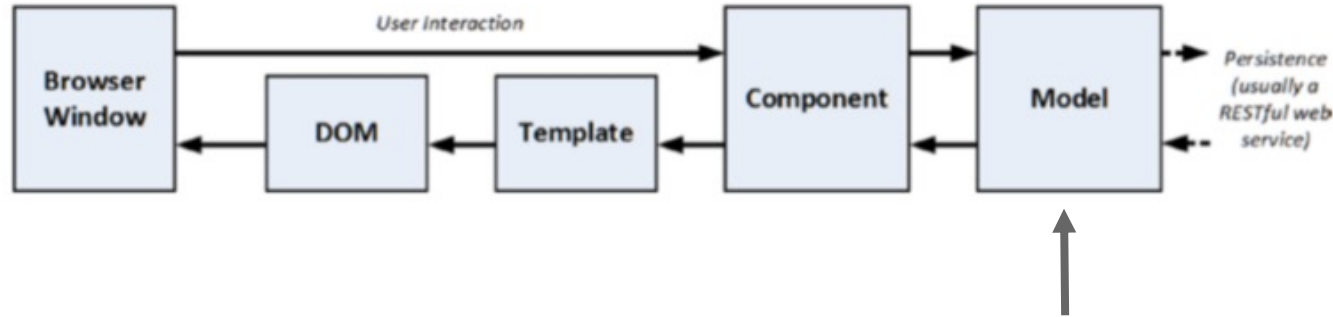 User Interaction
Browser
Window
DOM
Template
Component
Model
Persistence
(usually a
RESTful web
service)